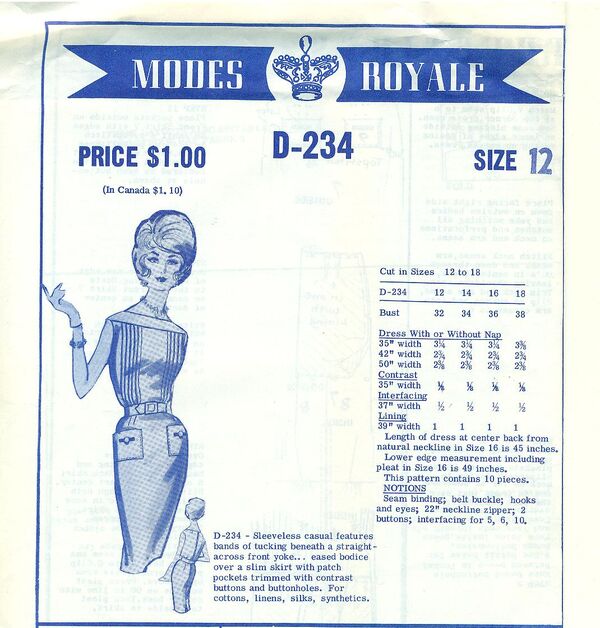 MODES ROYALE
PRICE $1.00
D-234
SIZE 12
(In Canada $1.10)
Cut in Sizes 12 to 18
D-234 12 14 16 18
Bust 32 34 36 38
Dress With or Without Nap
35" width 3¼ 3¼ 3¼ 3⅜
42" width 2¾ 2¾ 2¾ 2¾
50" width 2⅜ 2⅜ 2⅜ 2⅜
Contrast
35" width ⅛ ⅛ ⅛ ⅛
Interfacing
37" width ½ ½ ½ ½
Lining
39" width 1 1 1 1
Length of dress at center back from
natural neckline in Size 16 is 45 inches.
Lower edge measurement including
pleat in Size 16 is 49 inches.
This pattern contains 10 pieces.
NOTIONS
Seam binding; belt buckle; hooks
and eyes; 22" neckline zipper; 2
buttons; interfacing for 5, 6, 10.
D-234 - Sleeveless casual features
bands of tucking beneath a straight-
across front yoke... eased bodice
over a slim skirt with patch
pockets trimmed with contrast
buttons and buttonholes. For
cottons, linens, silks, synthetics.